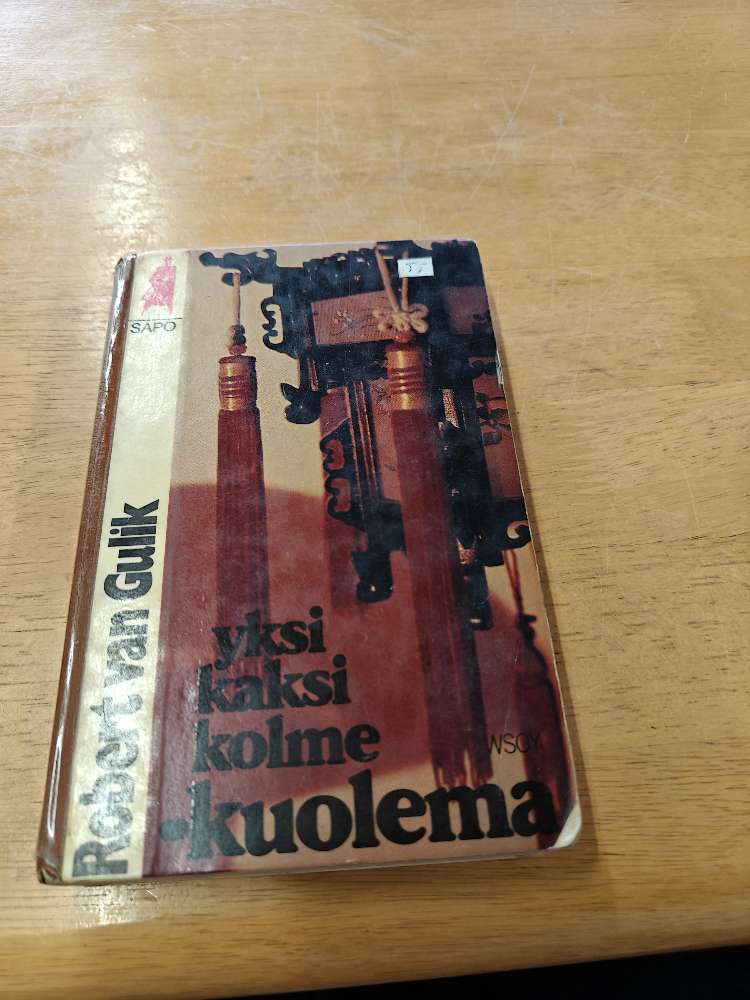 SAPO
Robert van Gulik
yksi
kaksi
kolme
-kuolema
WSOY